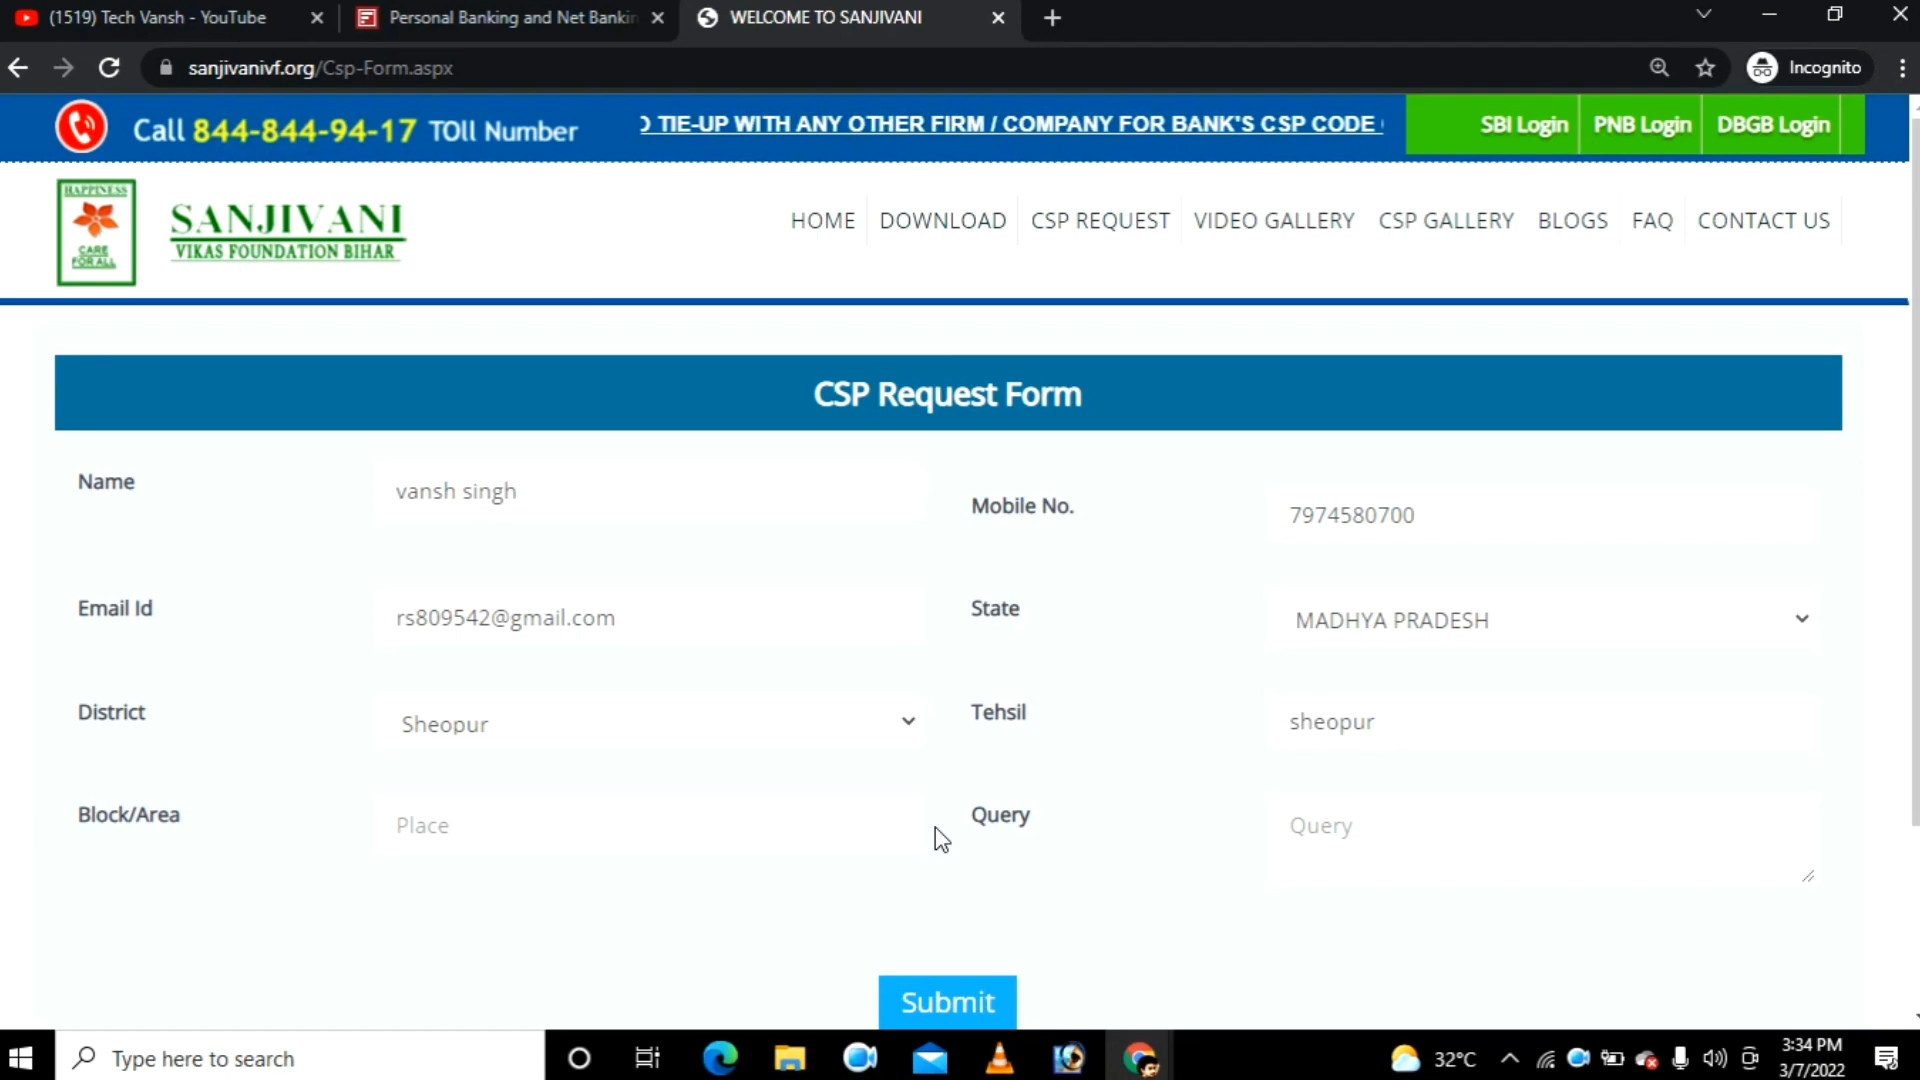 (1519) Tech Vansh - YouTube
Personal Banking and Net Bankin
WELCOME TO SANJIVANI
sanjivanivf.org/Csp-Form.aspx
Incognito
Call 844-844-94-17 TOll Number
TIE-UP WITH ANY OTHER FIRM / COMPANY FOR BANK'S CSP CODE
SBI Login
PNB Login
DBGB Login
HAPPINESS
CARE
FOR ALL
SANJIVANI
VIKAS FOUNDATION BIHAR
HOME
DOWNLOAD
CSP REQUEST
VIDEO GALLERY
CSP GALLERY
BLOGS
FAQ
CONTACT US
CSP Request Form
Name
vansh singh
Mobile No.
7974580700
Email Id
rs809542@gmail.com
State
MADHYA PRADESH
District
Sheopur
Tehsil
sheopur
Block/Area
Place
Query
Query
Submit
Type here to search
32°C
3:34 PM
3/7/2022